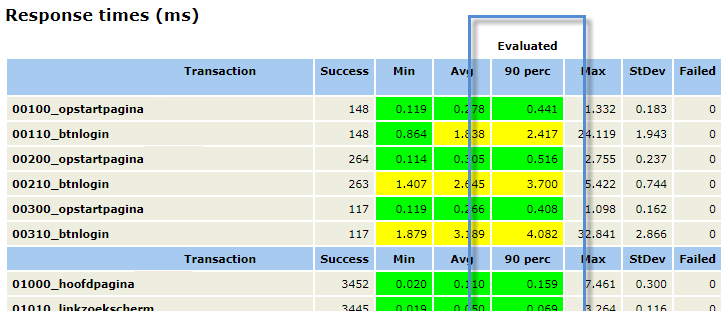 Response times (ms)
Evaluated
Transaction Success Min Avg 90 perc Max StDev Failed
00100_opstartpagina 148 0.119 0.278 0.441 1.332 0.183 0
00110_btnlogin 148 0.864 1.838 2.417 24.119 1.943 0
00200_opstartpagina 264 0.114 0.305 0.516 2.755 0.237 0
00210_btnlogin 263 1.407 2.645 3.700 5.422 0.744 0
00300_opstartpagina 117 0.119 0.266 0.408 1.098 0.162 0
00310_btnlogin 117 1.879 3.189 4.082 32.841 2.866 0
Transaction Success Min Avg 90 perc Max StDev Failed
01000_hoofdpagina 3452 0.020 0.110 0.159 7.461 0.300 0
01010_linkzoekscherm 3445 0.019 0.050 0.069 3.264 0.116 0